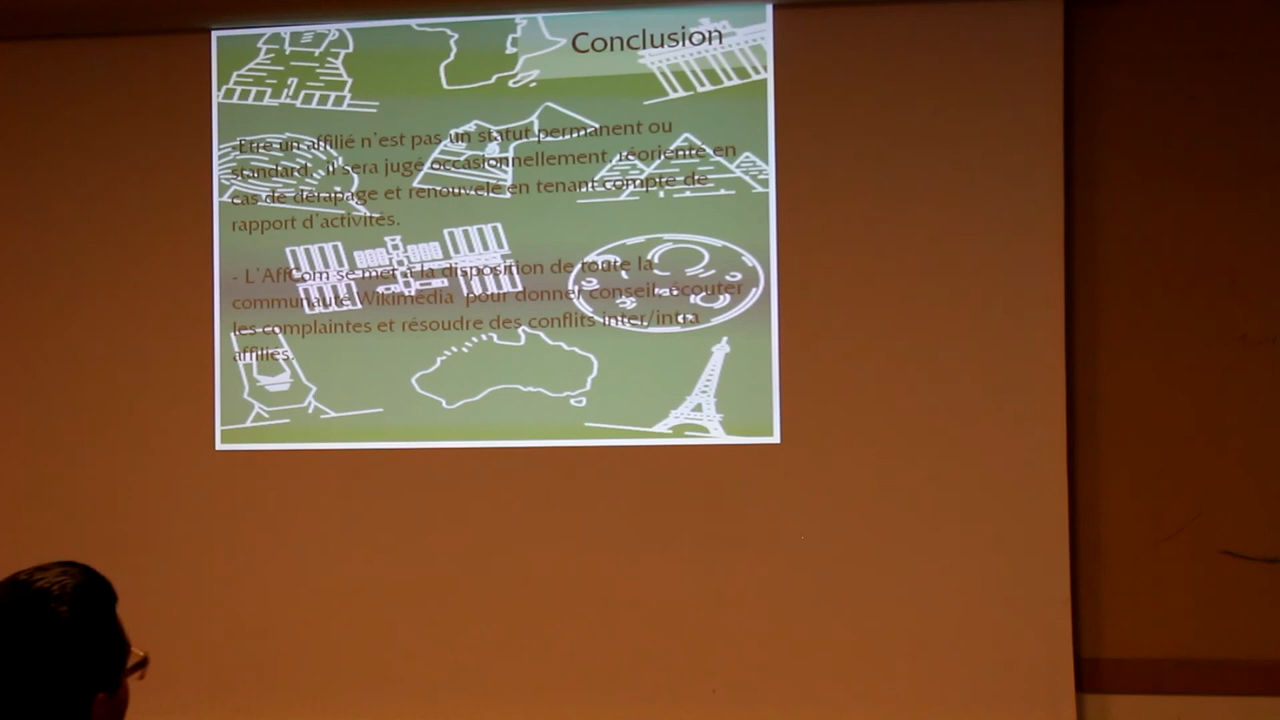 Conclusion
-Etre un affilié n'est pas un statut permanent ou
standard, il sera jugé occasionnellement, réorienté en
cas de dérapage et renouvelé en tenant compte de
rapport d'activités.
- L'AffCom se met à la disposition de toute la
communauté Wikimedia pour donner conseil, écouter
les complaintes et résoudre des conflits inter/intra
affiliés.